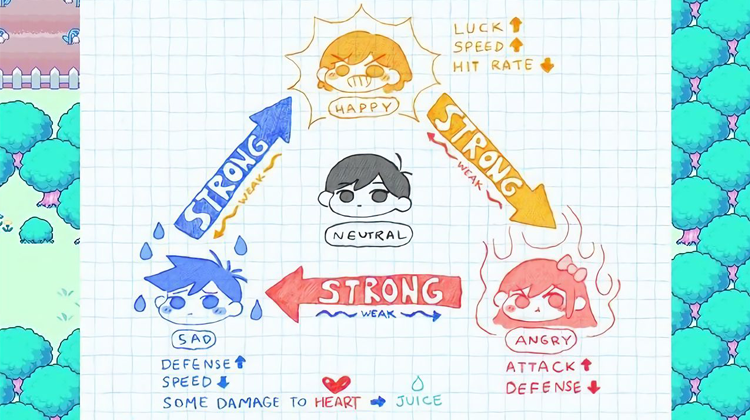 LUCK ↑
SPEED ↑
HIT RATE ↓
HAPPY
STRONG
WEAK
STRONG
WEAK
NEUTRAL
STRONG
WEAK
SAD
DEFENSE ↑
SPEED ↓
SOME DAMAGE TO HEART → JUICE
ANGRY
ATTACK ↑
DEFENSE ↓